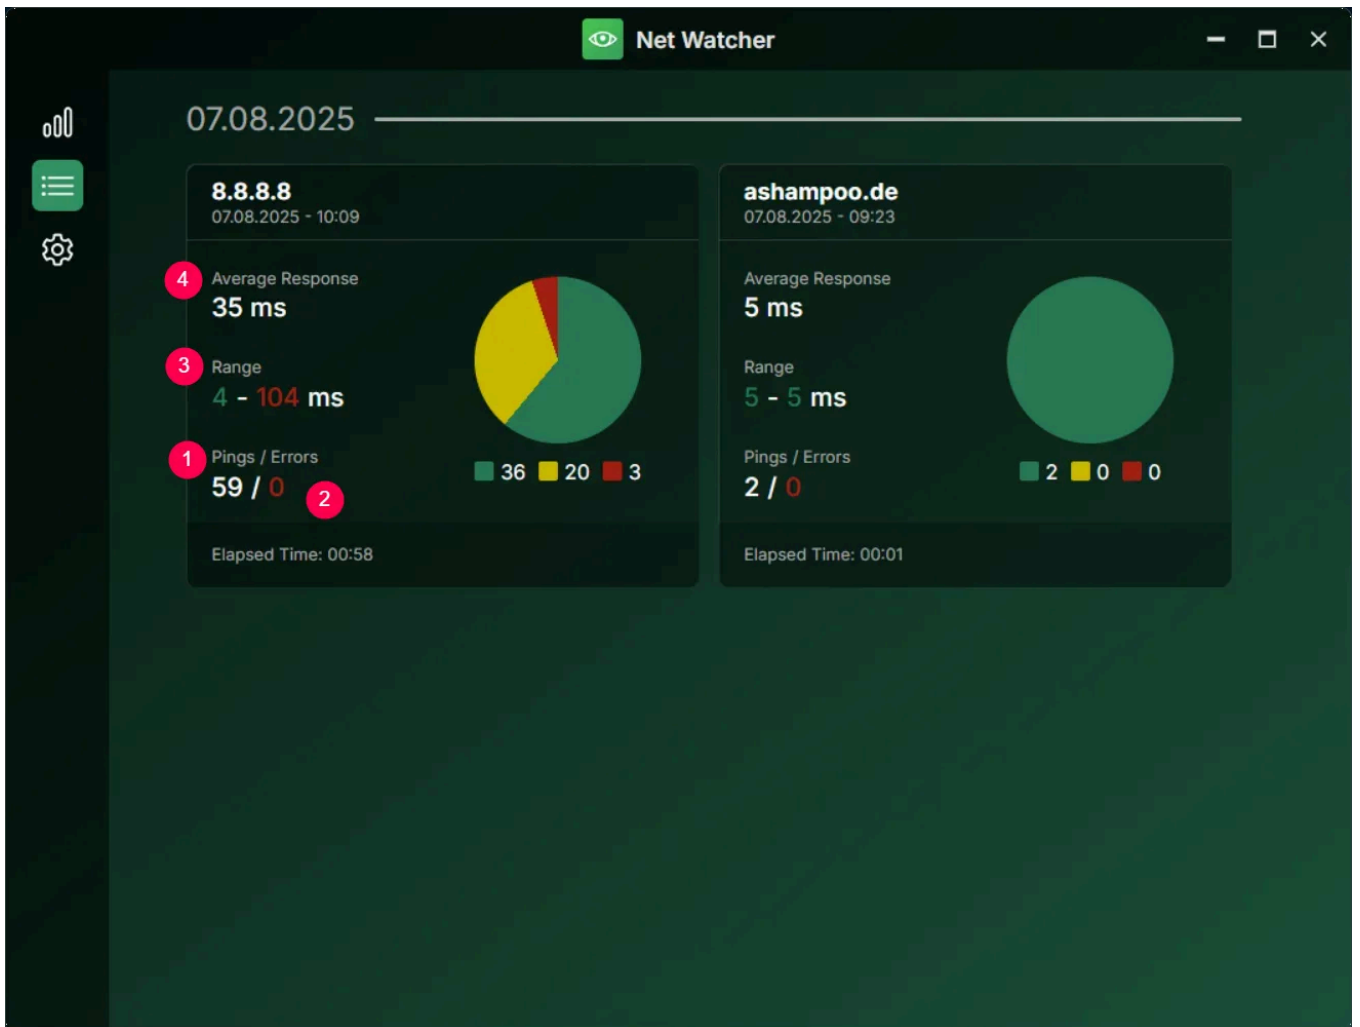 Net Watcher
07.08.2025
8.8.8.8
07.08.2025 - 10:09
4
Average Response
35 ms
3
Range
4 - 104 ms
1
Pings / Errors
59 / 0
2
36 20 3
Elapsed Time: 00:58
ashampoo.de
07.08.2025 - 09:23
Average Response
5 ms
Range
5 - 5 ms
Pings / Errors
2 / 0
2 0 0
Elapsed Time: 00:01